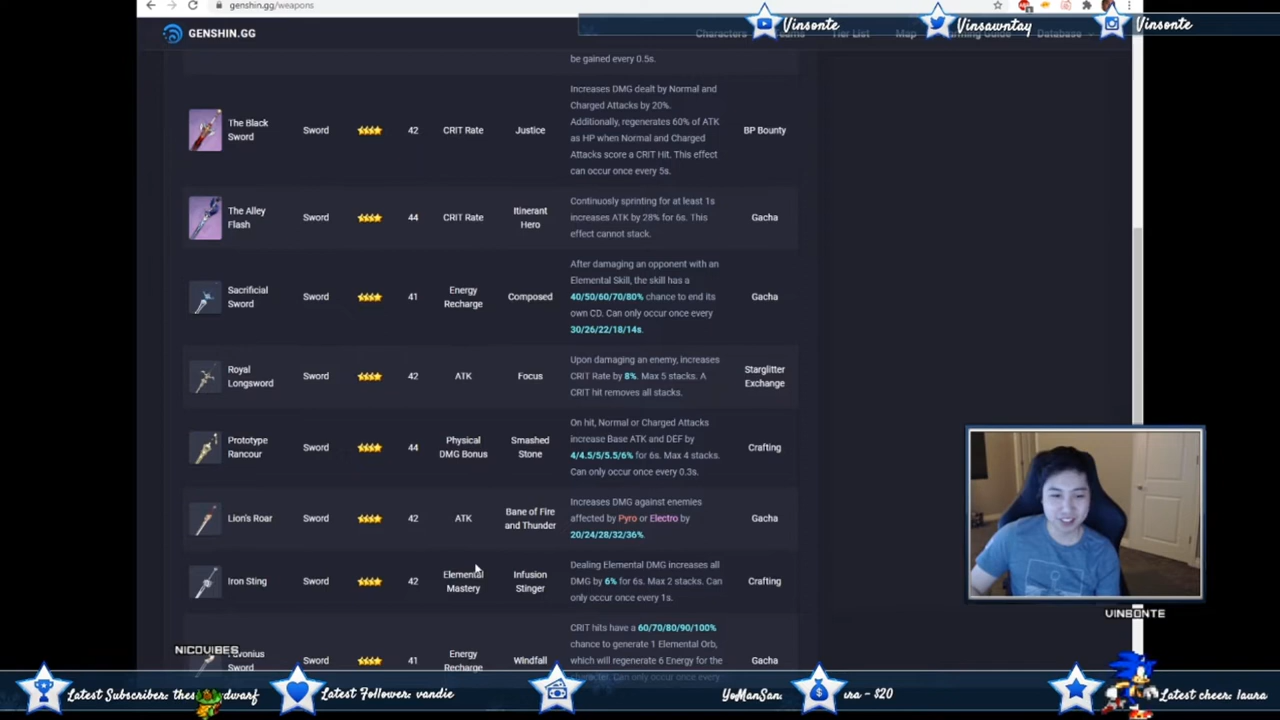 genshin.gg/weapons
Vinsonte
Vinsawntay
Vinsonte
GENSHIN.GG
Characters
Tier List
Map
Database
be gained every 0.5s.
The Black
Sword
Sword
42
CRIT Rate
Justice
Increases DMG dealt by Normal and
Charged Attacks by 20%.
Additionally, regenerates 60% of ATK
as HP when Normal and Charged
Attacks score a CRIT Hit. This effect
can occur once every 5s.
BP Bounty
The Alley
Flash
Sword
44
CRIT Rate
Itinerant
Hero
Continuosly sprinting for at least 1s
increases ATK by 28% for 6s. This
effect cannot stack.
Gacha
Sacrificial
Sword
Sword
41
Energy
Recharge
Composed
After damaging an opponent with an
Elemental Skill, the skill has a
40/50/60/70/80% chance to end its
own CD. Can only occur once every
30/26/22/18/14s.
Gacha
Royal
Longsword
Sword
42
ATK
Focus
Upon damaging an enemy, increases
CRIT Rate by 8%. Max 5 stacks. A
CRIT hit removes all stacks.
Starglitter
Exchange
Prototype
Rancour
Sword
44
Physical
DMG Bonus
Smashed
Stone
On hit, Normal or Charged Attacks
increase Base ATK and DEF by
4/4.5/5/5.5/6% for 6s. Max 4 stacks.
Can only occur once every 0.3s.
Crafting
Lion's Roar
Sword
42
ATK
Bane of Fire
and Thunder
Increases DMG against enemies
affected by Pyro or Electro by
20/24/28/32/36%.
Gacha
Iron Sting
Sword
42
Elemental
Mastery
Infusion
Stinger
Dealing Elemental DMG increases all
DMG by 6% for 6s. Max 2 stacks. Can
only occur once every 1s.
Crafting
Sword
Sword
41
Energy
Recharge
Windfall
CRIT hits have a 60/70/80/90/100%
chance to generate 1 Elemental Orb,
which will regenerate 6 Energy for the
character. Can only occur every
Gacha
VINBONTE
NICOVIBES
Latest Subscriber:
Latest Follower: vandie
YoManSan
- $20
Latest cheer: laura